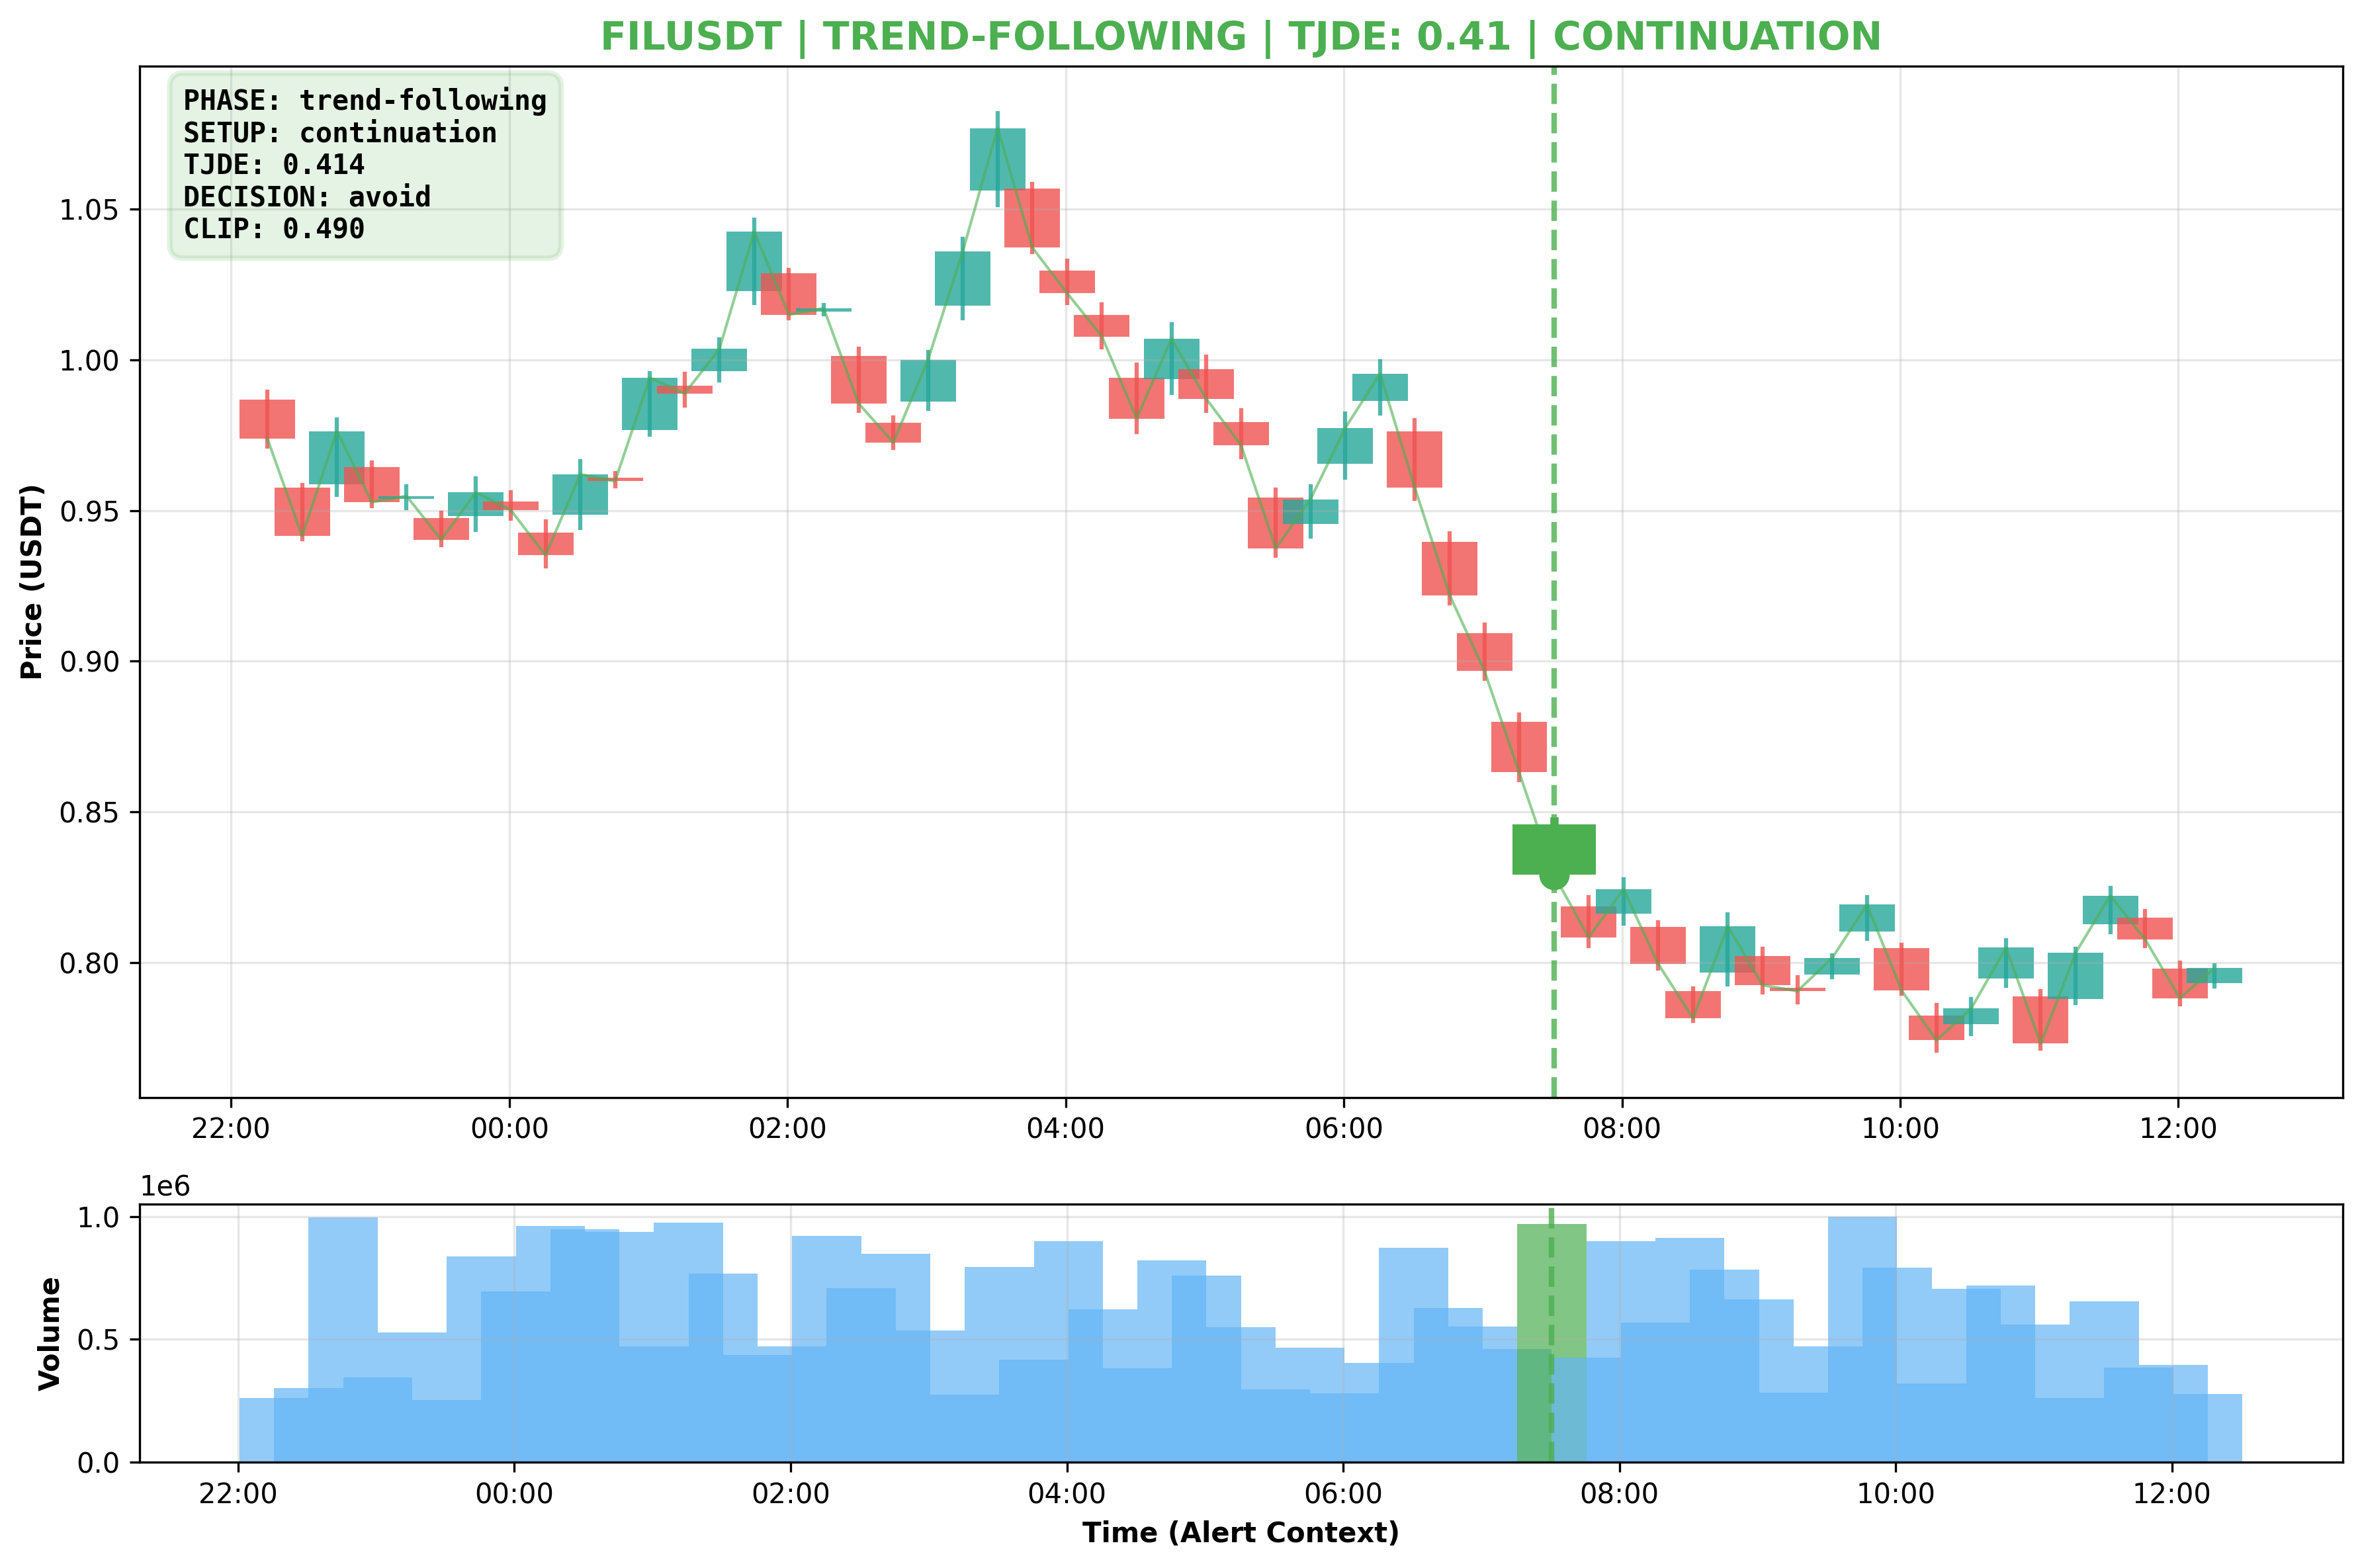 FILUSDT | TREND-FOLLOWING | TJDE: 0.41 | CONTINUATION
PHASE: trend-following
SETUP: continuation
TJDE: 0.414
DECISION: avoid
CLIP: 0.490
Price (USDT)
1.05
1.00
0.95
0.90
0.85
0.80
22:00 00:00 02:00 04:00 06:00 08:00 10:00 12:00
1e6
Volume
1.0
0.5
0.0
22:00 00:00 02:00 04:00 06:00 08:00 10:00 12:00
Time (Alert Context)